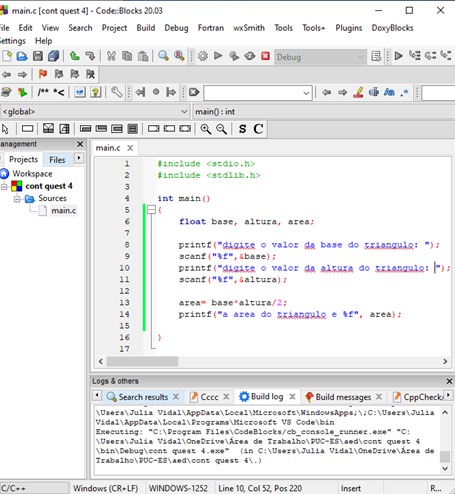 main.c [cont quest 4] - Code::Blocks 20.03
File Edit View Search Project Build Debug Fortran wxSmith Tools Tools+ Plugins DoxyBlocks
Settings Help
Debug
/** *<
<global> main() : int
S C
Management
Projects Files
Workspace
cont quest 4
Sources
main.c
main.c
1 #include <stdio.h>
2 #include <stdlib.h>
3
4 int main()
5 {
6 float base, altura, area;
7
8 printf("digite o valor da base do triangulo: ");
9 scanf("%f",&base);
10 printf("digite o valor da altura do triangulo: ");
11 scanf("%f",&altura);
12
13 area= base*altura/2;
14 printf("a area do triangulo e %f", area);
15
16 }
17
Logs & others
Search results Cccc Build log Build messages CppCheck/
\Users\Julia Vidal\AppData\Local\Microsoft\WindowsApps;\;C:\Users\Julia
Vidal\AppData\Local\Programs\Microsoft VS Code\bin
Executing: "C:\Program Files\CodeBlocks/cb_console_runner.exe" "C:
\Users\Julia Vidal\OneDrive\Área de Trabalho\PUC-ES\aed\cont quest 4
\bin\Debug\cont quest 4.exe"  (in C:\Users\Julia Vidal\OneDrive\Área de
Trabalho\PUC-ES\aed\cont quest 4\.)
C/C++ Windows (CR+LF) WINDOWS-1252 Line 10, Col 52, Pos 220 Insert R...